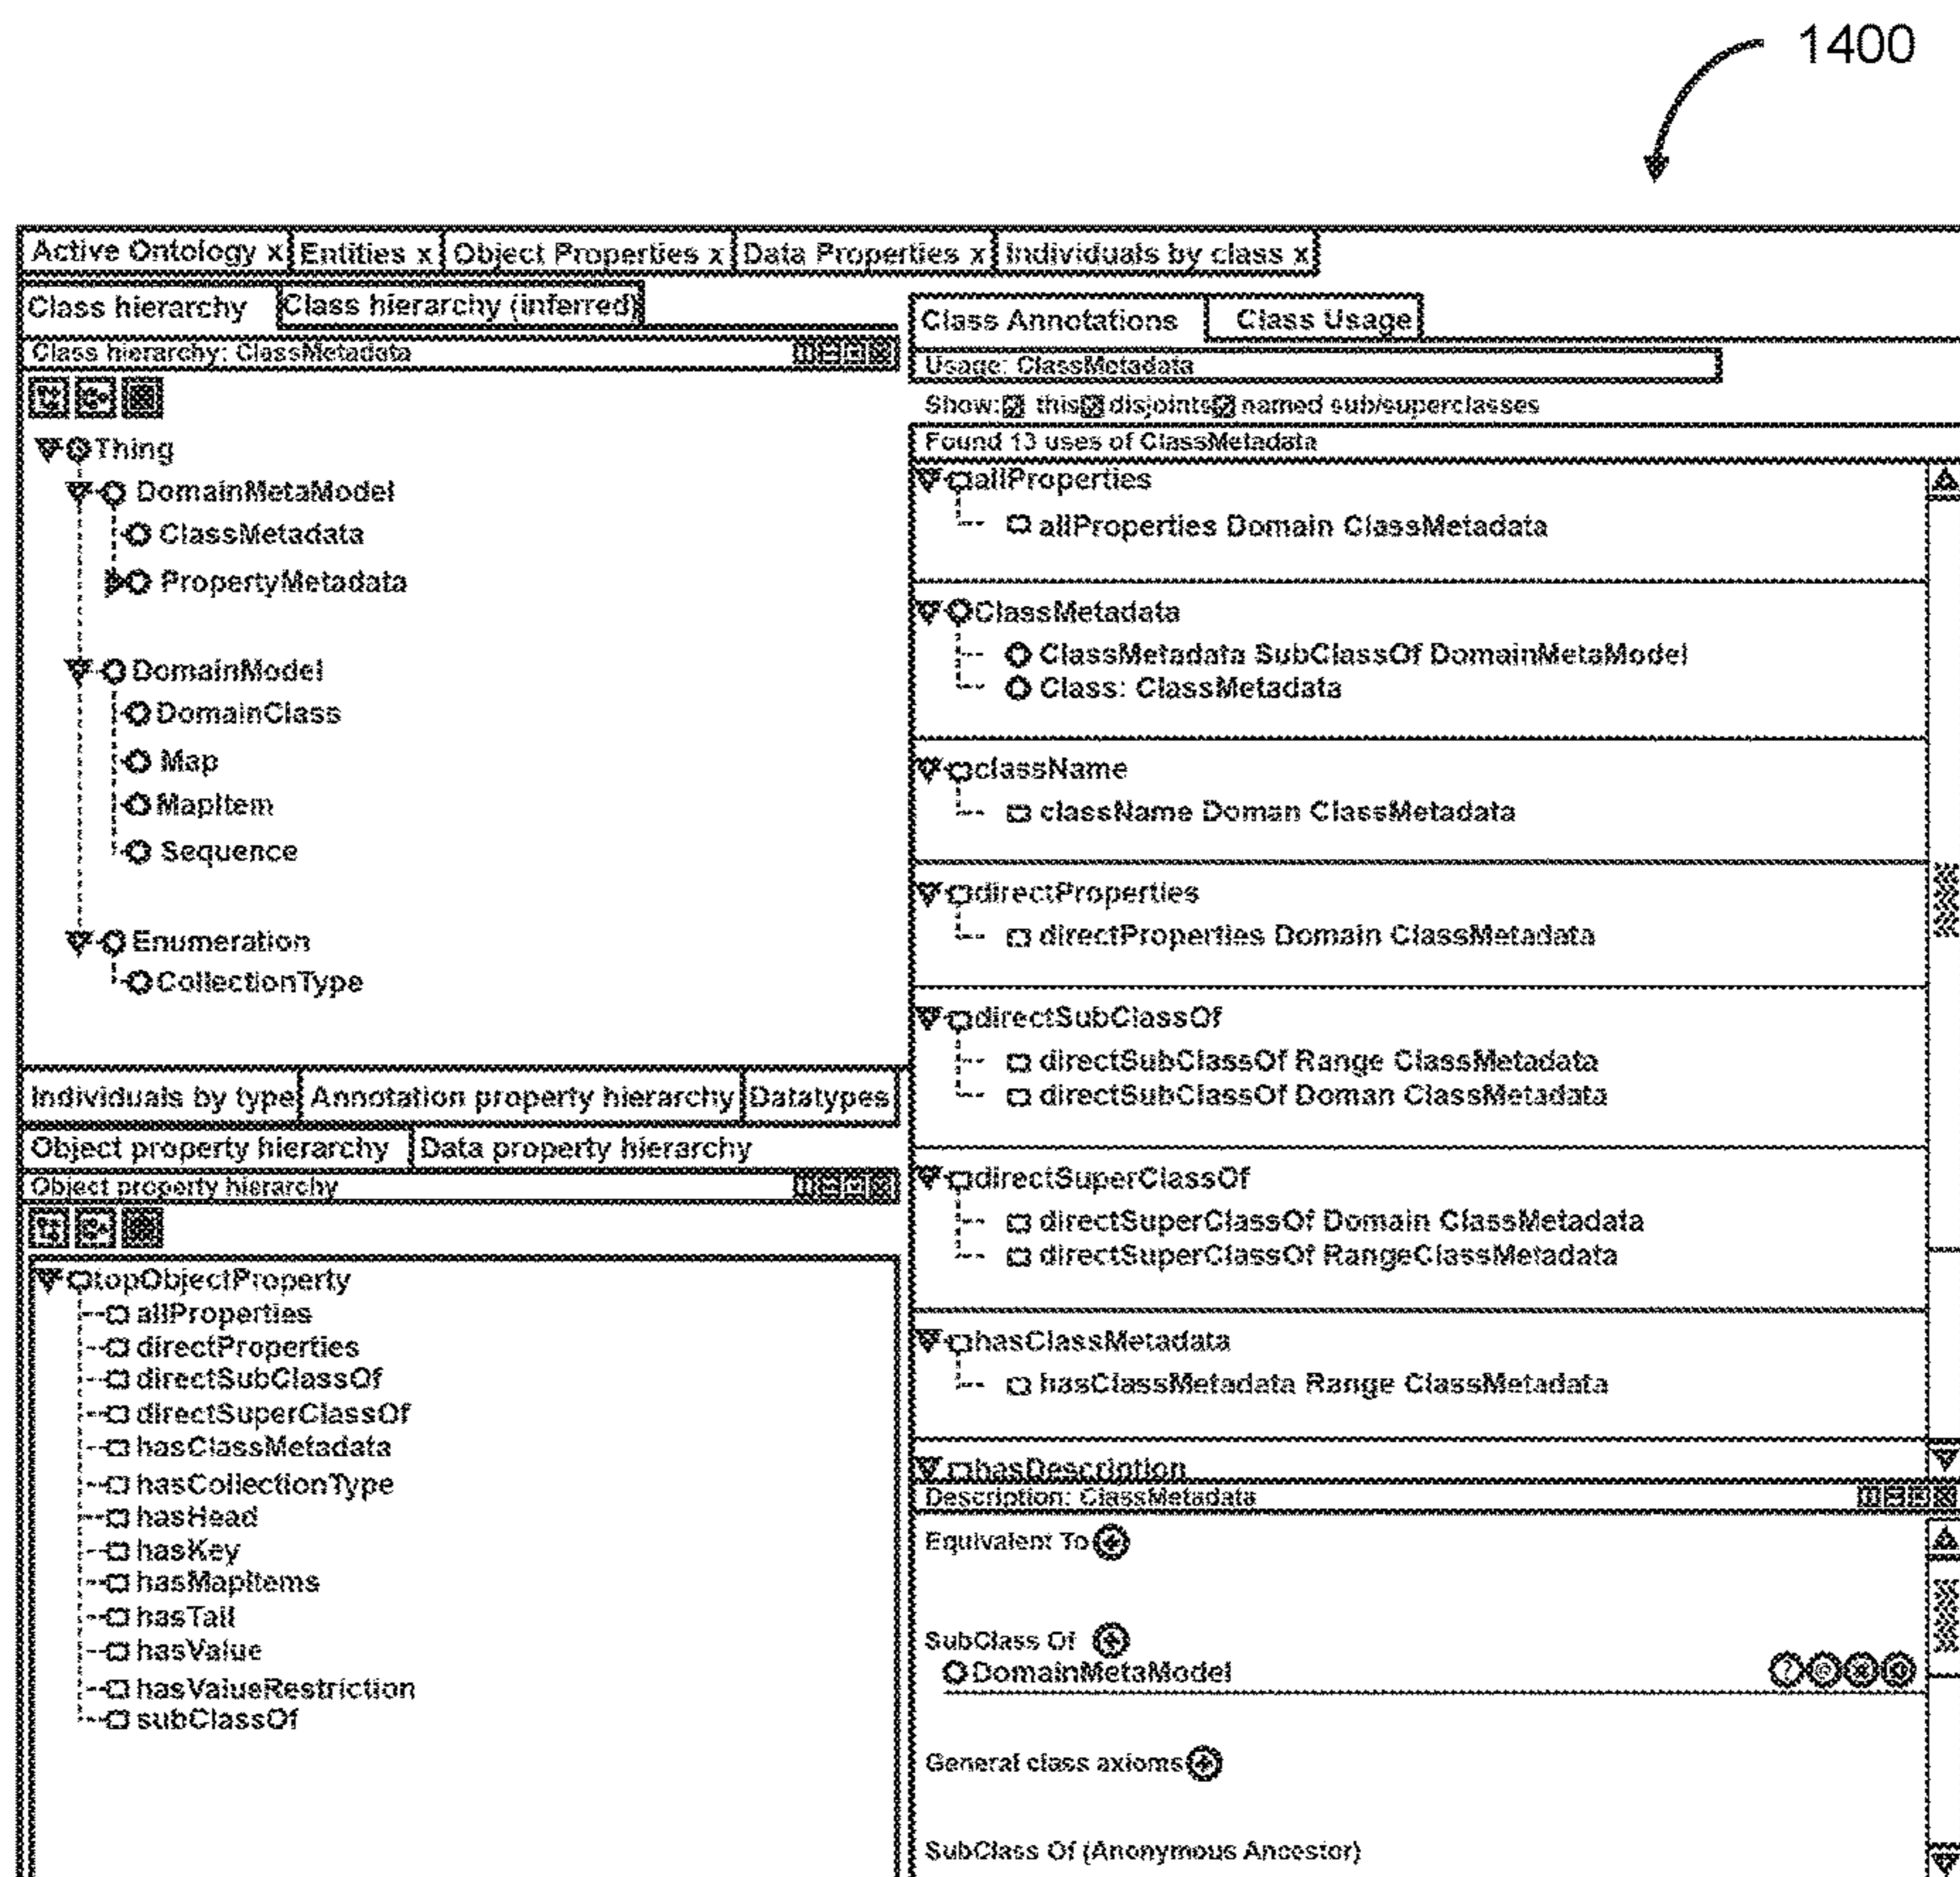 1400
Active Ontology x Entities x Object Properties x Data Properties x Individuals by class x
Class hierarchy Class hierarchy (inferred)
Class hierarchy: ClassMetadata
Thing
DomainMetaModel
ClassMetadata
PropertyMetadata
DomainModel
DomainClass
Map
MapItem
Sequence
Enumeration
CollectionType
Individuals by type Annotation property hierarchy Datatypes
Object property hierarchy Data property hierarchy
Object property hierarchy
topObjectProperty
allProperties
directProperties
directSubClassOf
directSuperClassOf
hasClassMetadata
hasCollectionType
hasHead
hasKey
hasMapItems
hasTail
hasValue
hasValueRestriction
subClassOf
Class Annotations Class Usage
Usage: ClassMetadata
Show: this disjoints named sub/superclasses
Found 13 uses of ClassMetadata
allProperties
allProperties Domain ClassMetadata
ClassMetadata
ClassMetadata SubClassOf DomainMetaModel
Class: ClassMetadata
className
className Doman ClassMetadata
directProperties
directProperties Domain ClassMetadata
directSubClassOf
directSubClassOf Range ClassMetadata
directSubClassOf Doman ClassMetadata
directSuperClassOf
directSuperClassOf Domain ClassMetadata
directSuperClassOf RangeClassMetadata
hasClassMetadata
hasClassMetadata Range ClassMetadata
hasDescription
Description: ClassMetadata
Equivalent To
SubClass Of
DomainMetaModel
General class axioms
SubClass Of (Anonymous Ancestor)